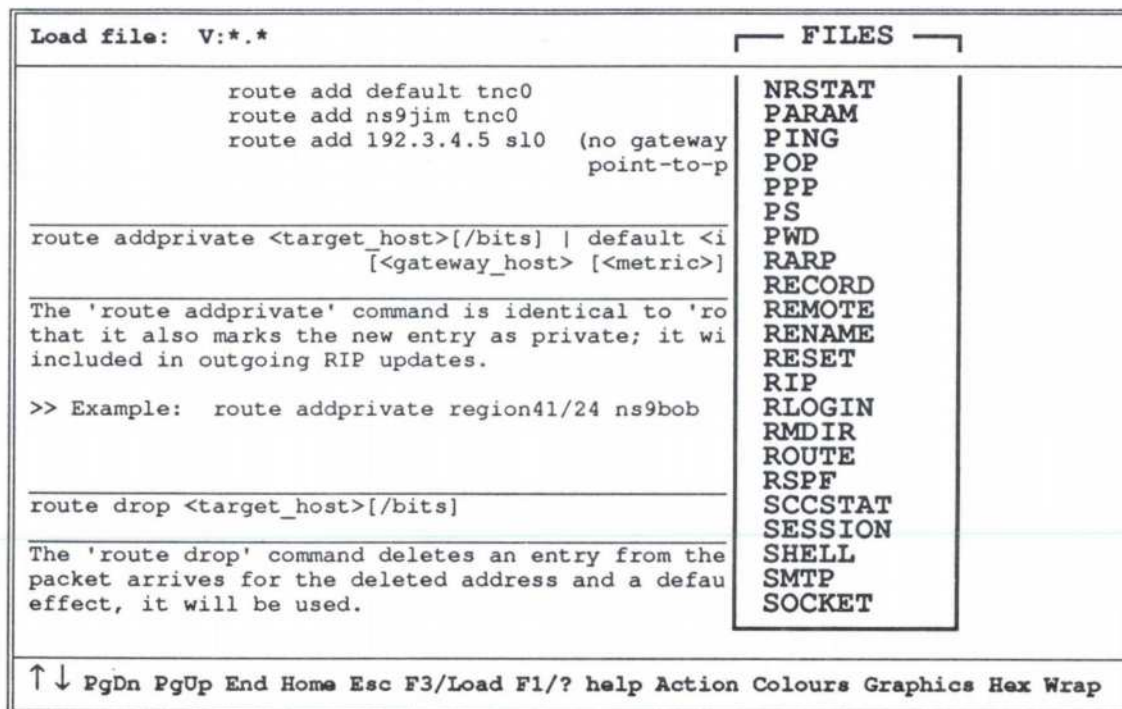 Load file:  V:*.*
FILES
route add default tnc0
route add ns9jim tnc0
route add 192.3.4.5 sl0  (no gateway
point-to-p
route addprivate <target_host>[/bits] | default <i
[<gateway_host> [<metric>]
The 'route addprivate' command is identical to 'ro
that it also marks the new entry as private; it wi
included in outgoing RIP updates.
>> Example:  route addprivate region41/24 ns9bob
route drop <target_host>[/bits]
The 'route drop' command deletes an entry from the
packet arrives for the deleted address and a defau
effect, it will be used.
NRSTAT
PARAM
PING
POP
PPP
PS
PWD
RARP
RECORD
REMOTE
RENAME
RESET
RIP
RLOGIN
RMDIR
ROUTE
RSPF
SCCSTAT
SESSION
SHELL
SMTP
SOCKET
↑↓ PgDn PgUp End Home Esc F3/Load F1/? help Action Colours Graphics Hex Wrap